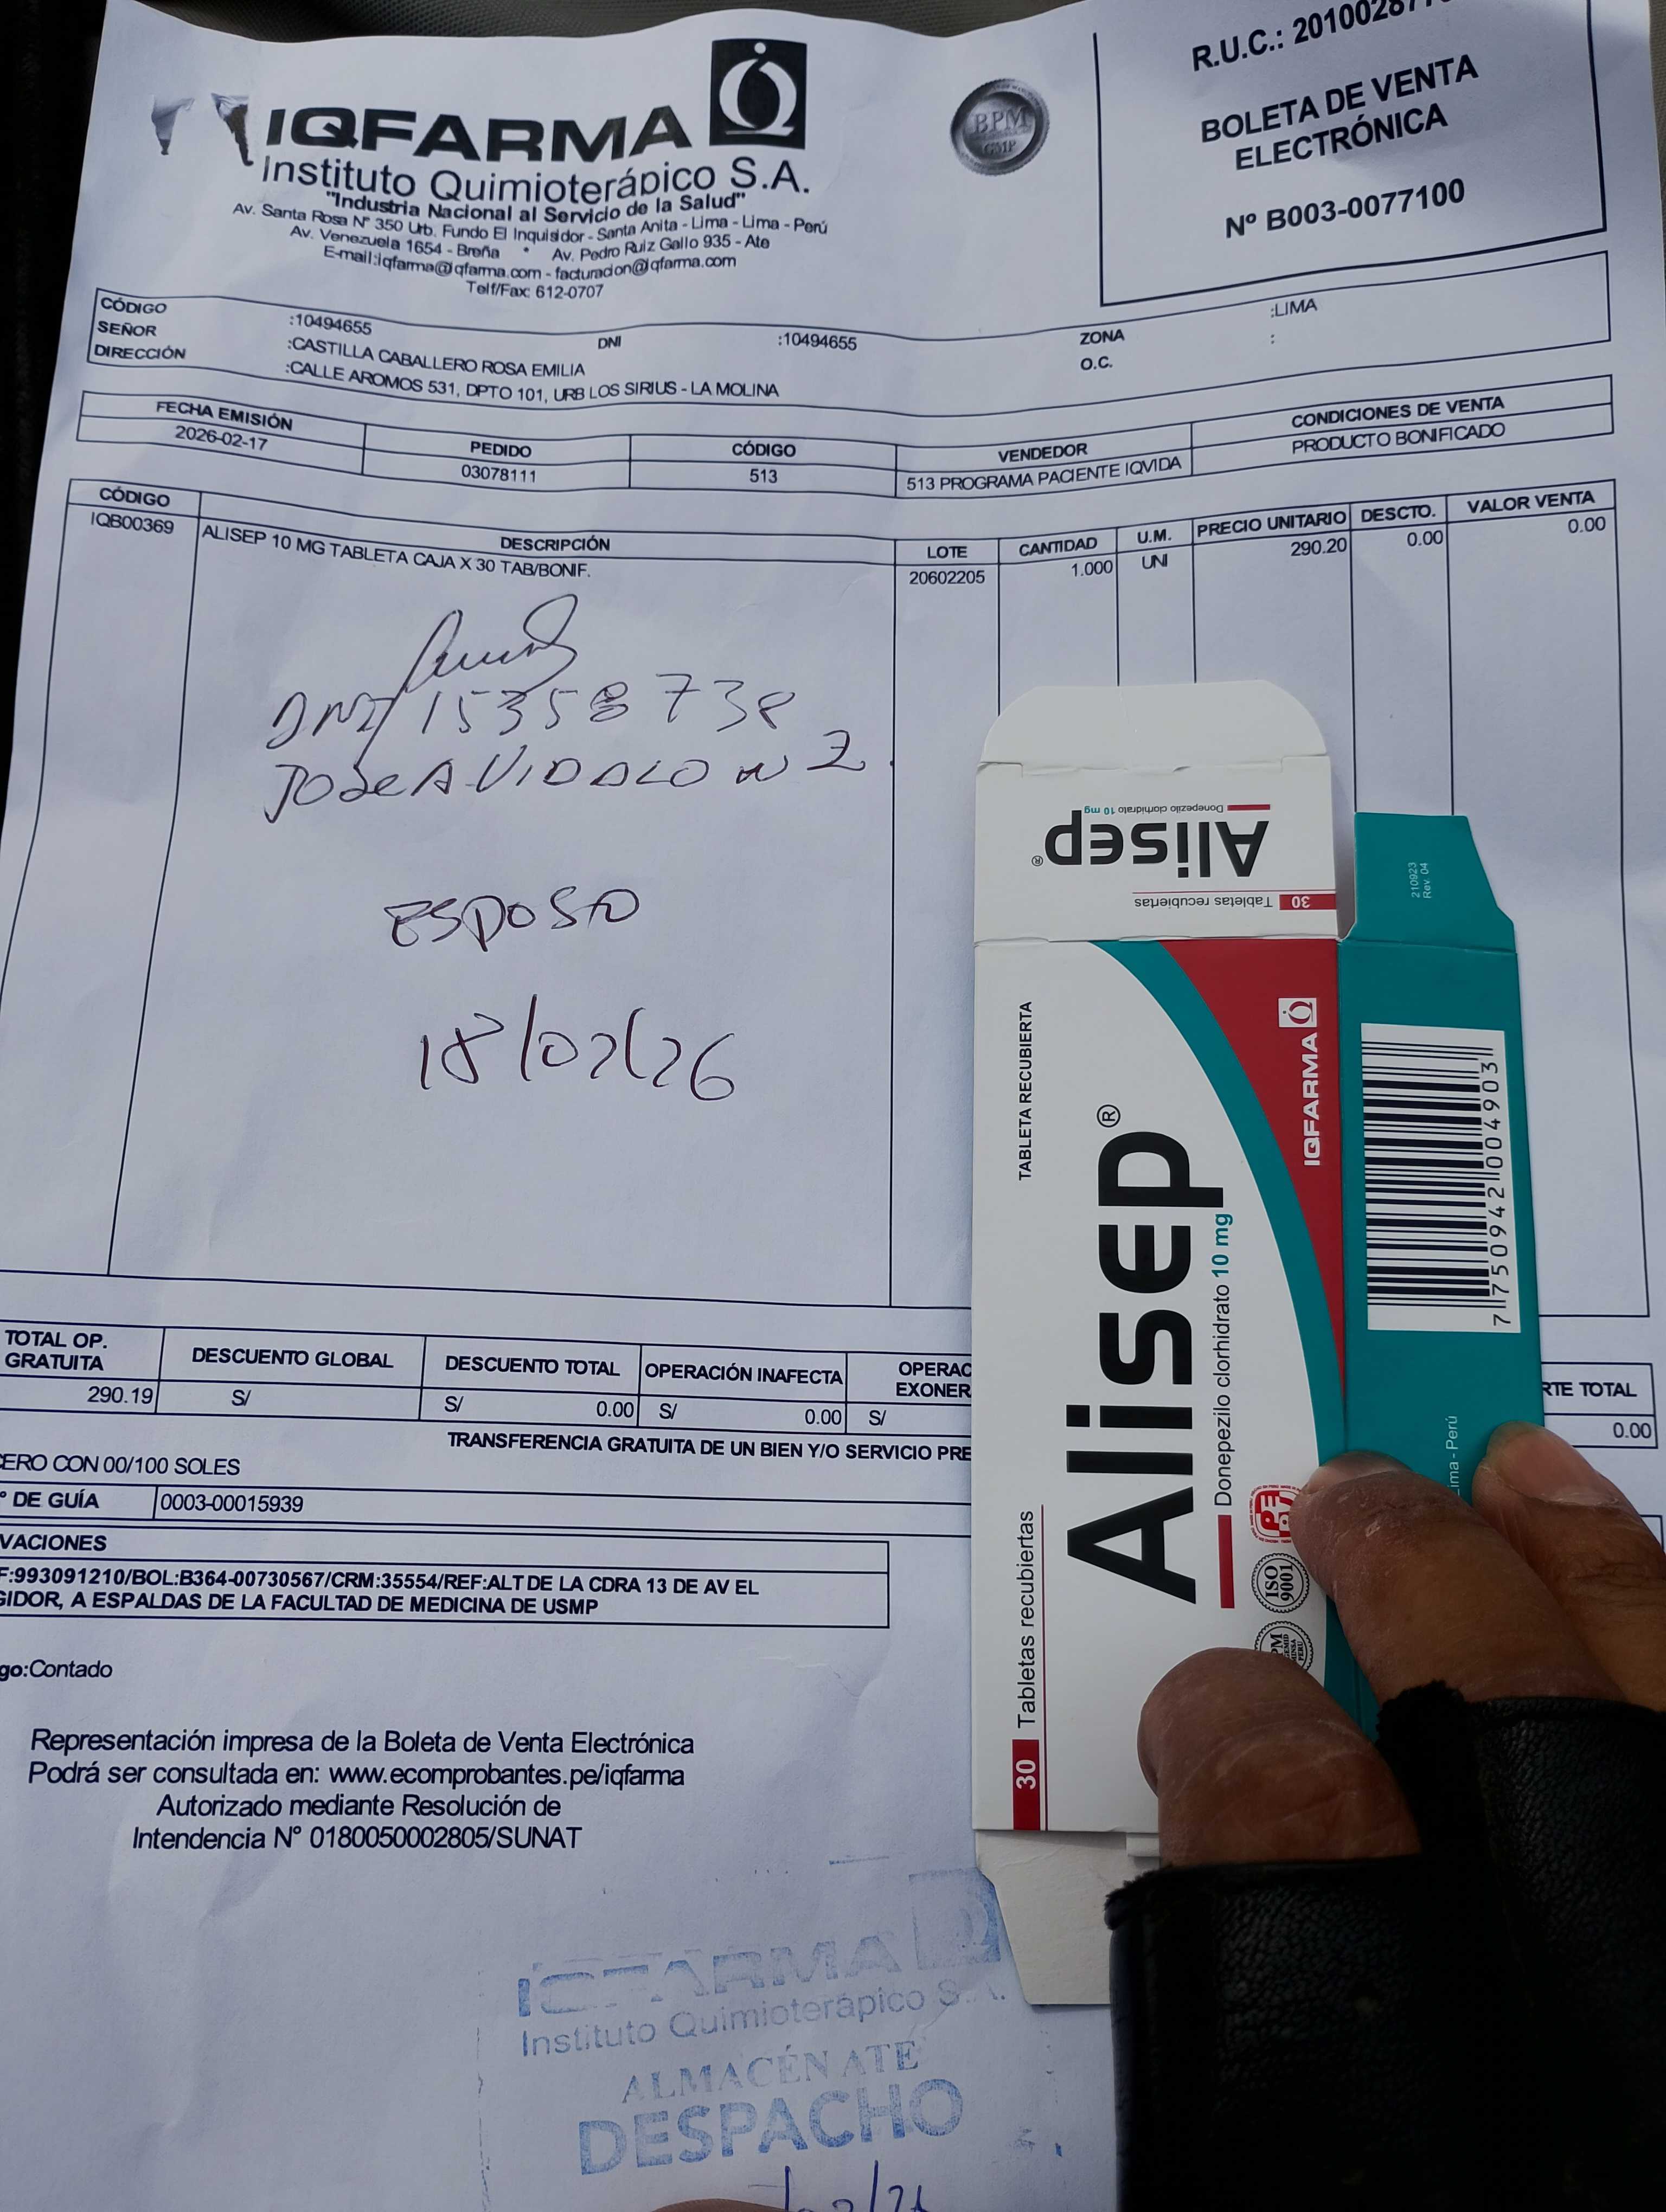 IQFARMA
Instituto Quimioterápico S.A.
"Industria Nacional al Servicio de la Salud"
Av. Santa Rosa N° 350 Urb. Fundo El Inquisidor - Santa Anita - Lima - Lima - Perú
Av. Venezuela 1654 - Breña * Av. Pedro Ruiz Gallo 935 - Ate
E-mail:iqfarma@iqfarma.com - facturacion@iqfarma.com
Telf/Fax: 612-0707
BPM
GMP
R.U.C.:
BOLETA DE VENTA
ELECTRÓNICA
Nº B003-0077100
CÓDIGO :10494655 DNI :10494655 ZONA :LIMA
SEÑOR :CASTILLA CABALLERO ROSA EMILIA O.C. :
DIRECCIÓN :CALLE AROMOS 531, DPTO 101, URB LOS SIRIUS - LA MOLINA
FECHA EMISIÓN PEDIDO CÓDIGO VENDEDOR CONDICIONES DE VENTA
2026-02-17 03078111 513 513 PROGRAMA PACIENTE IQVIDA PRODUCTO BONIFICADO
CÓDIGO DESCRIPCIÓN LOTE CANTIDAD U.M. PRECIO UNITARIO DESCTO. VALOR VENTA
IQB00369 ALISEP 10 MG TABLETA CAJA X 30 TAB/BONIF. 20602205 1.000 UNI 290.20 0.00 0.00
DNI 15358738
JOSE A VIDALON Z.
ESPOSO
18/02/26
30 Tabletas recubiertas
Alisep®
Donepezilo clorhidrato 10 mg
210923
Rev. 04
TABLETA RECUBIERTA
Alisep®
Donepezilo clorhidrato 10 mg
30 Tabletas recubiertas
IQFARMA
ISO
9001
7 750942 004903
Lima - Perú
TOTAL OP. GRATUITA DESCUENTO GLOBAL DESCUENTO TOTAL OPERACIÓN INAFECTA TOTAL
290.19 S/ S/ 0.00 S/ 0.00 S/ 0.00
TRANSFERENCIA GRATUITA DE UN BIEN Y/O SERVICIO
CON 00/100 SOLES
DE GUÍA 0003-00015939
F:993091210/BOL:B364-00730567/CRM:35554/REF:ALT DE LA CDRA 13 DE AV EL
A ESPALDAS DE LA FACULTAD DE MEDICINA DE USMP
go:Contado
Representación impresa de la Boleta de Venta Electrónica
Podrá ser consultada en: www.ecomprobantes.pe/iqfarma
Autorizado mediante Resolución de
Intendencia N° 0180050002805/SUNAT
IQFARMA
Instituto Quimioterápico S.A.
ALMACÉN ATE
DESPACHO